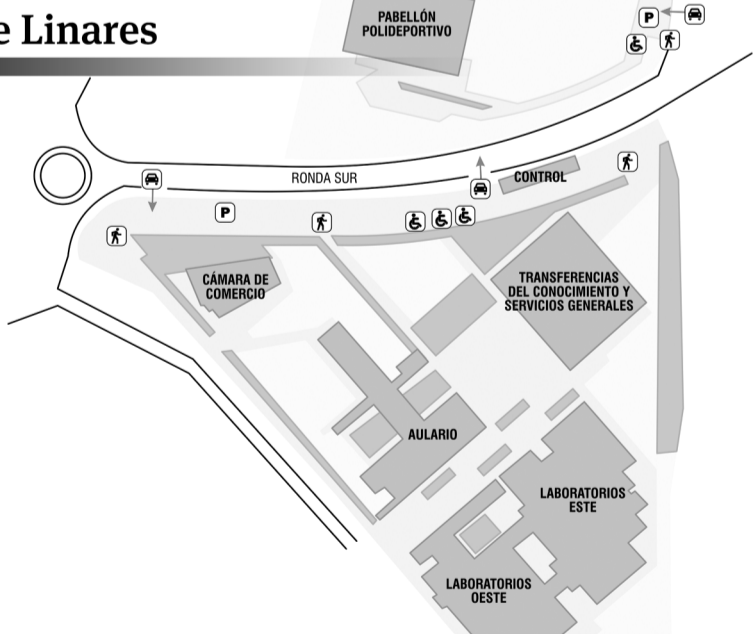 e Linares
PABELLÓN
POLIDEPORTIVO
P
RONDA SUR
CONTROL
P
CÁMARA DE
COMERCIO
TRANSFERENCIAS
DEL CONOCIMIENTO Y
SERVICIOS GENERALES
AULARIO
LABORATORIOS
ESTE
LABORATORIOS
OESTE